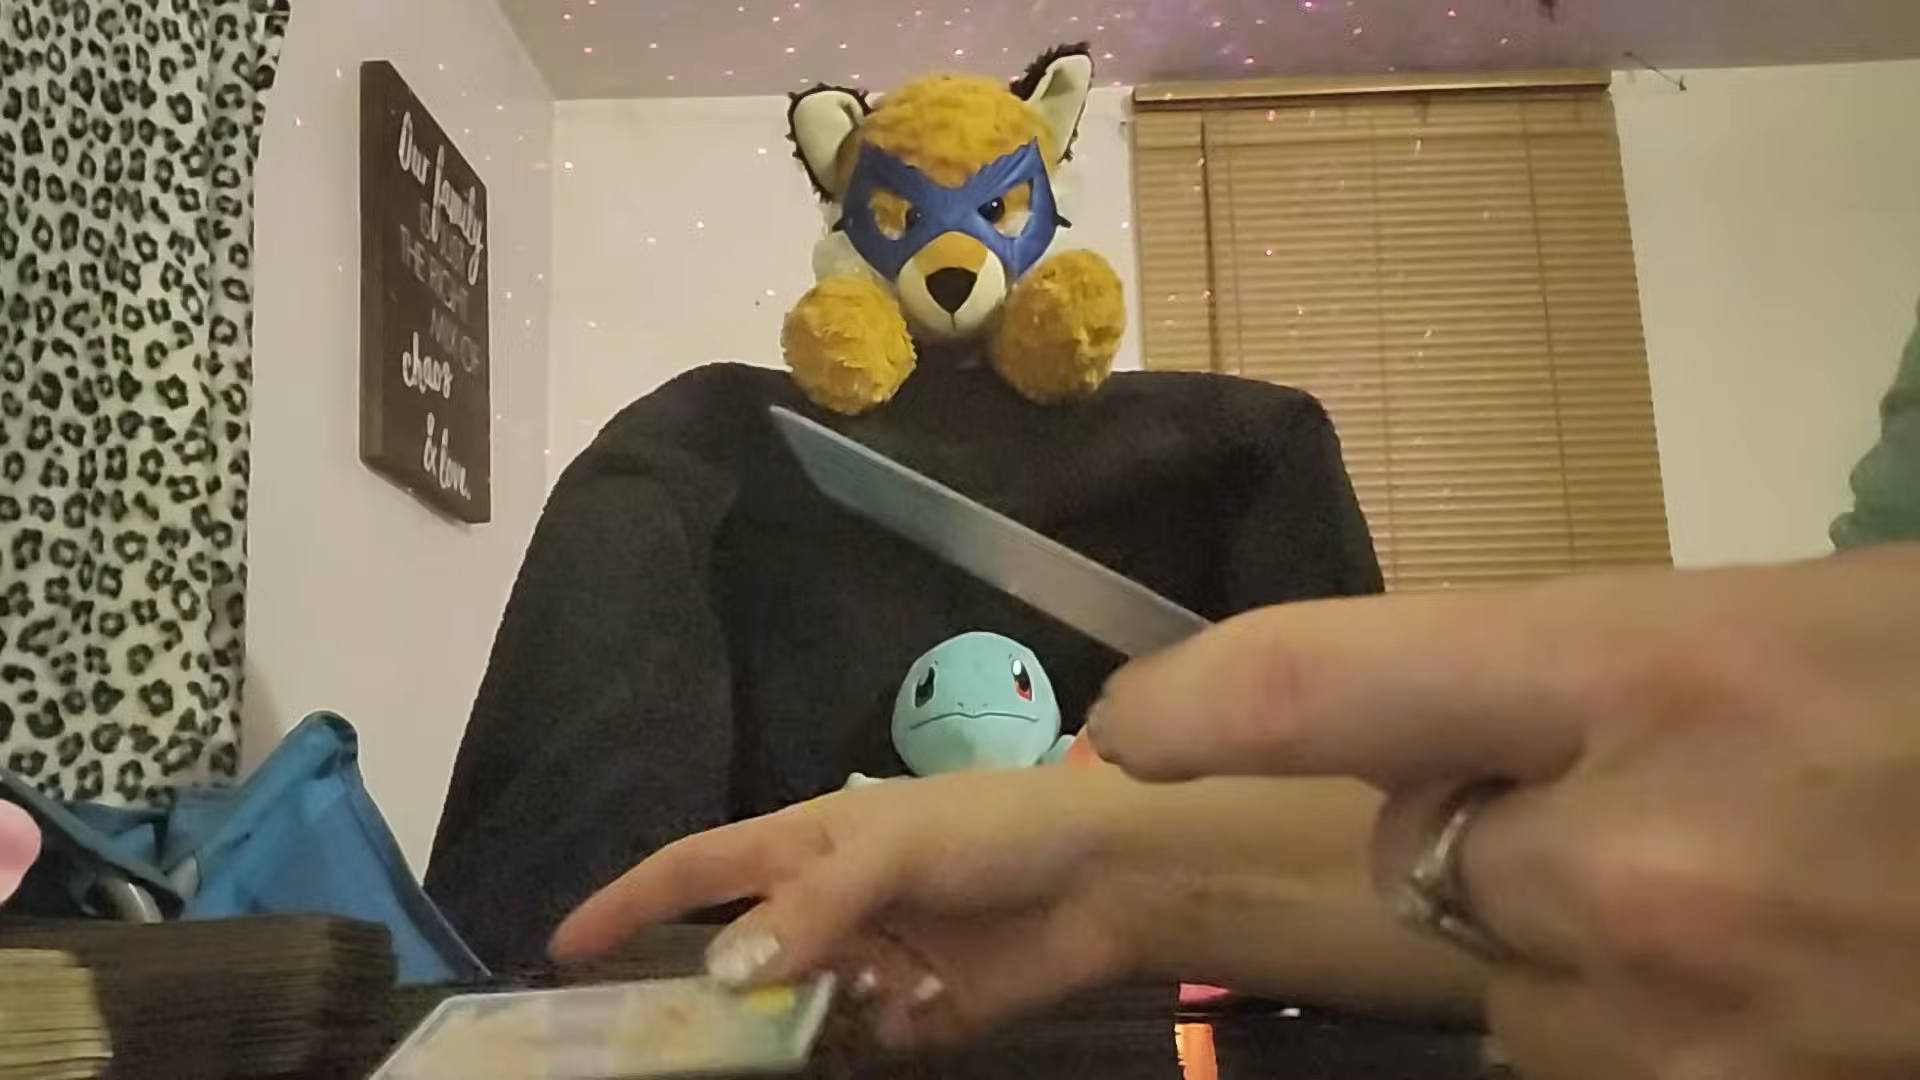 Our family
IS JUST
THE RIGHT
MIX OF
chaos
& love.